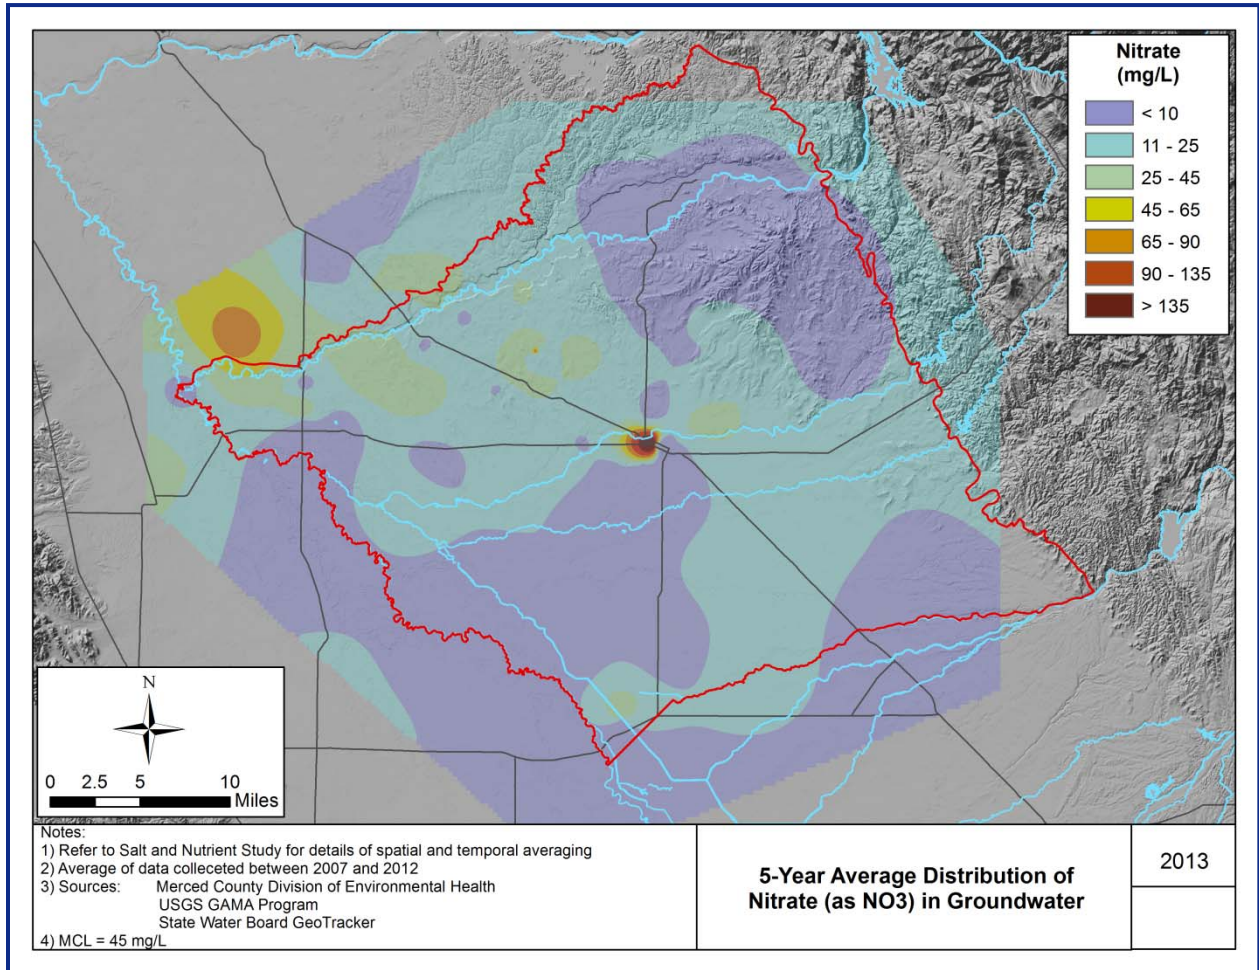 Nitrate
(mg/L)
< 10
11 - 25
25 - 45
45 - 65
65 - 90
90 - 135
> 135
N
0 2.5 5 10
Miles
Notes:
1) Refer to Salt and Nutrient Study for details of spatial and temporal averaging
2) Average of data colleceted between 2007 and 2012
3) Sources: Merced County Division of Environmental Health
USGS GAMA Program
State Water Board GeoTracker
4) MCL = 45 mg/L
5-Year Average Distribution of
Nitrate (as NO3) in Groundwater
2013